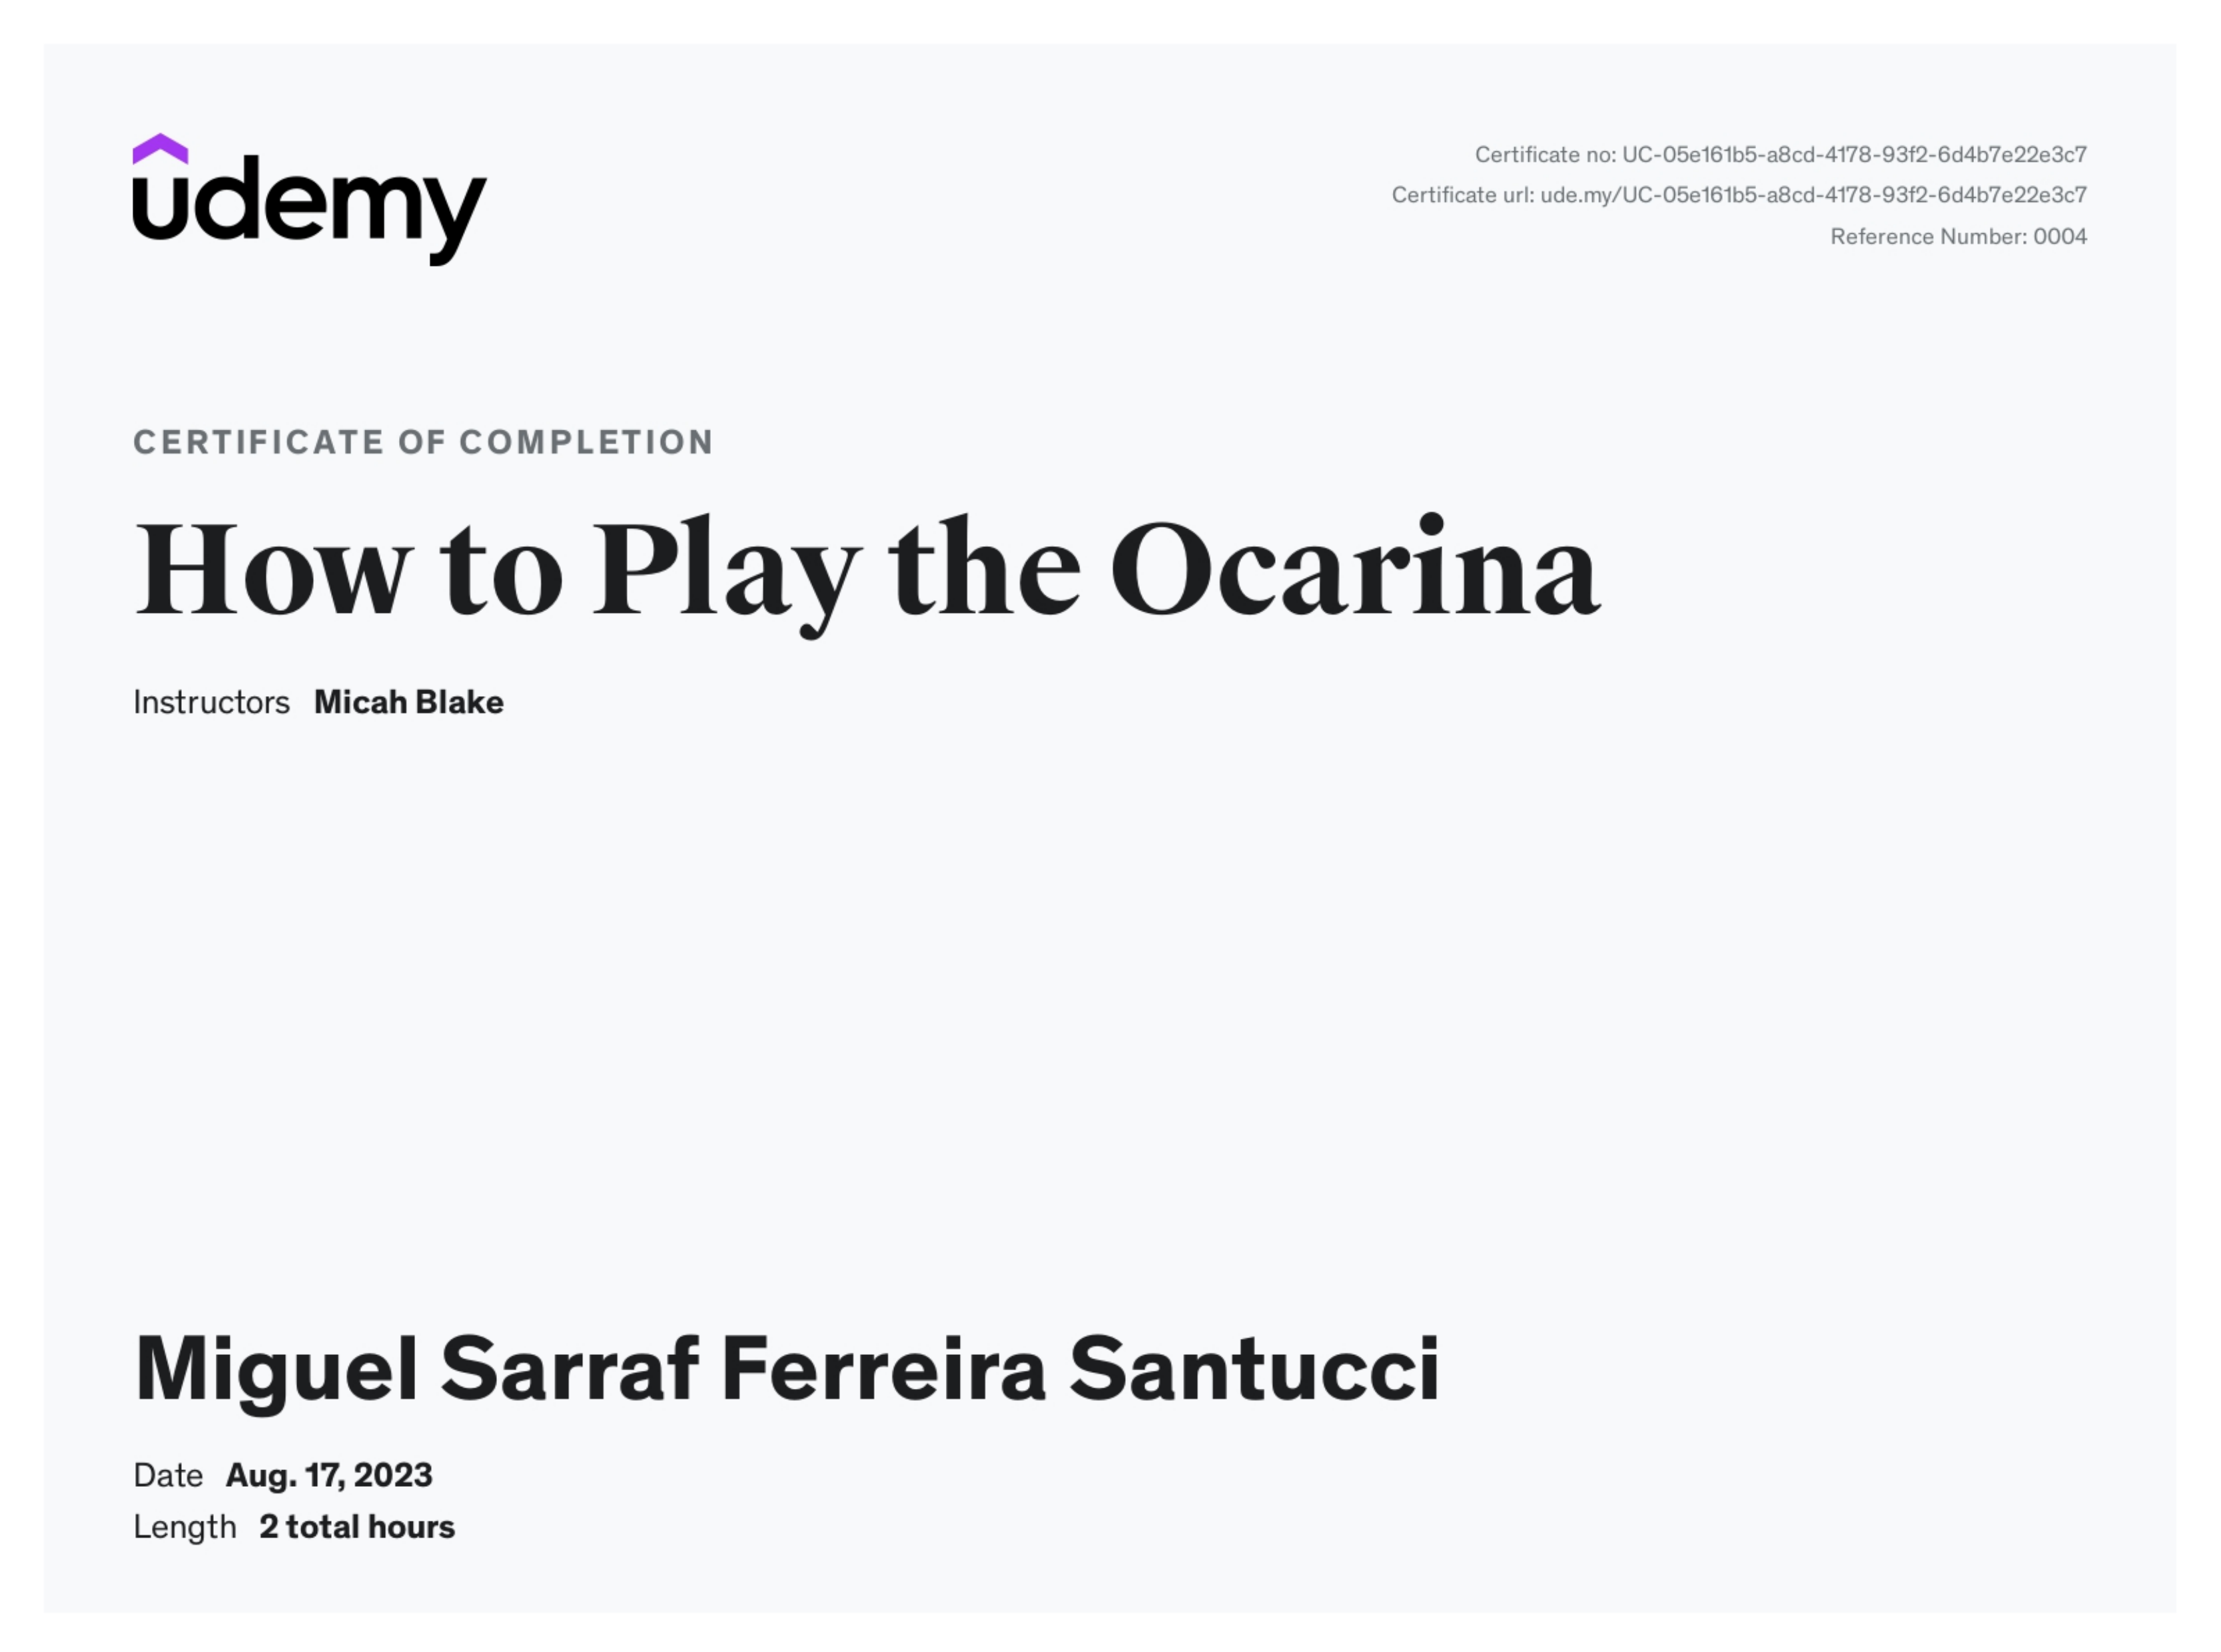 udemy
Certificate no: UC-05e161b5-a8cd-4178-93f2-6d4b7e22e3c7
Certificate url: ude.my/UC-05e161b5-a8cd-4178-93f2-6d4b7e22e3c7
Reference Number: 0004
CERTIFICATE OF COMPLETION
How to Play the Ocarina
Instructors Micah Blake
Miguel Sarraf Ferreira Santucci
Date Aug. 17, 2023
Length 2 total hours